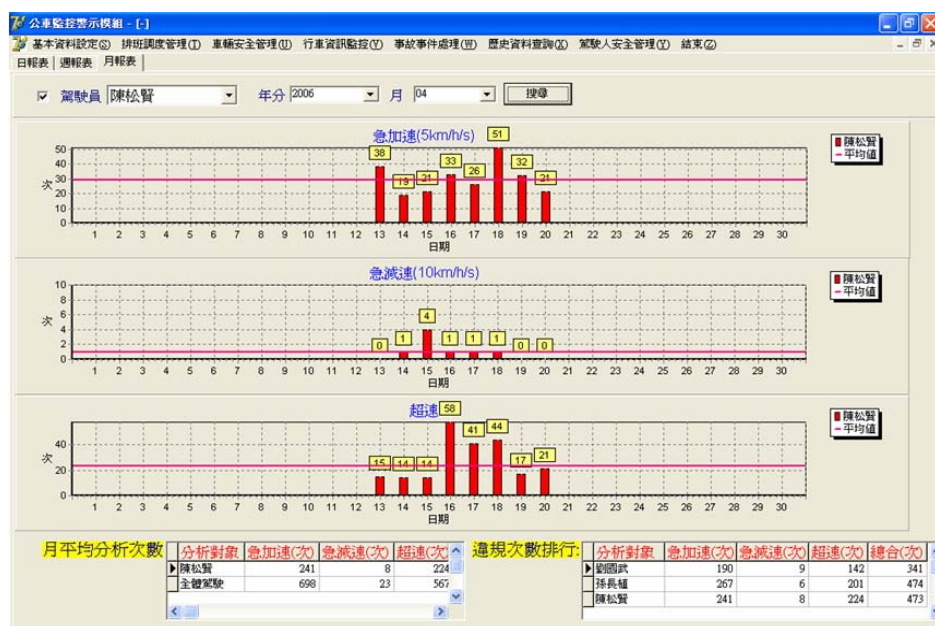 公車監控警示模組 - [-]
基本資料設定(S) 排班調度管理(T) 車輛安全管理(U) 行車資訊監控(V) 事故事件處理(W) 歷史資料查詢(X) 駕駛人安全管理(Y) 結束(Z)
日報表 週報表 月報表
駕駛員 陳松賢 年分 2006 月 04 搜尋
急加速(5km/h/s)
陳松賢
平均值
50
40
30
20
10
0
次
38 19 21 33 26 51 32 21
1 2 3 4 5 6 7 8 9 10 11 12 13 14 15 16 17 18 19 20 21 22 23 24 25 26 27 28 29 30
日期
急減速(10km/h/s)
陳松賢
平均值
10
8
6
4
2
0
次
0 1 4 1 1 1 0 0
1 2 3 4 5 6 7 8 9 10 11 12 13 14 15 16 17 18 19 20 21 22 23 24 25 26 27 28 29 30
日期
超速
陳松賢
平均值
40
20
0
次
15 14 14 58 41 44 17 21
1 2 3 4 5 6 7 8 9 10 11 12 13 14 15 16 17 18 19 20 21 22 23 24 25 26 27 28 29 30
日期
月平均分析次數
分析對象 急加速(次) 急減速(次) 超速(次
陳松賢 241 8 224
全體駕駛 698 23 567
違規次數排行:
分析對象 急加速(次) 急減速(次) 超速(次) 總合(次)
劉國武 190 9 142 341
孫長植 267 6 201 474
陳松賢 241 8 224 473